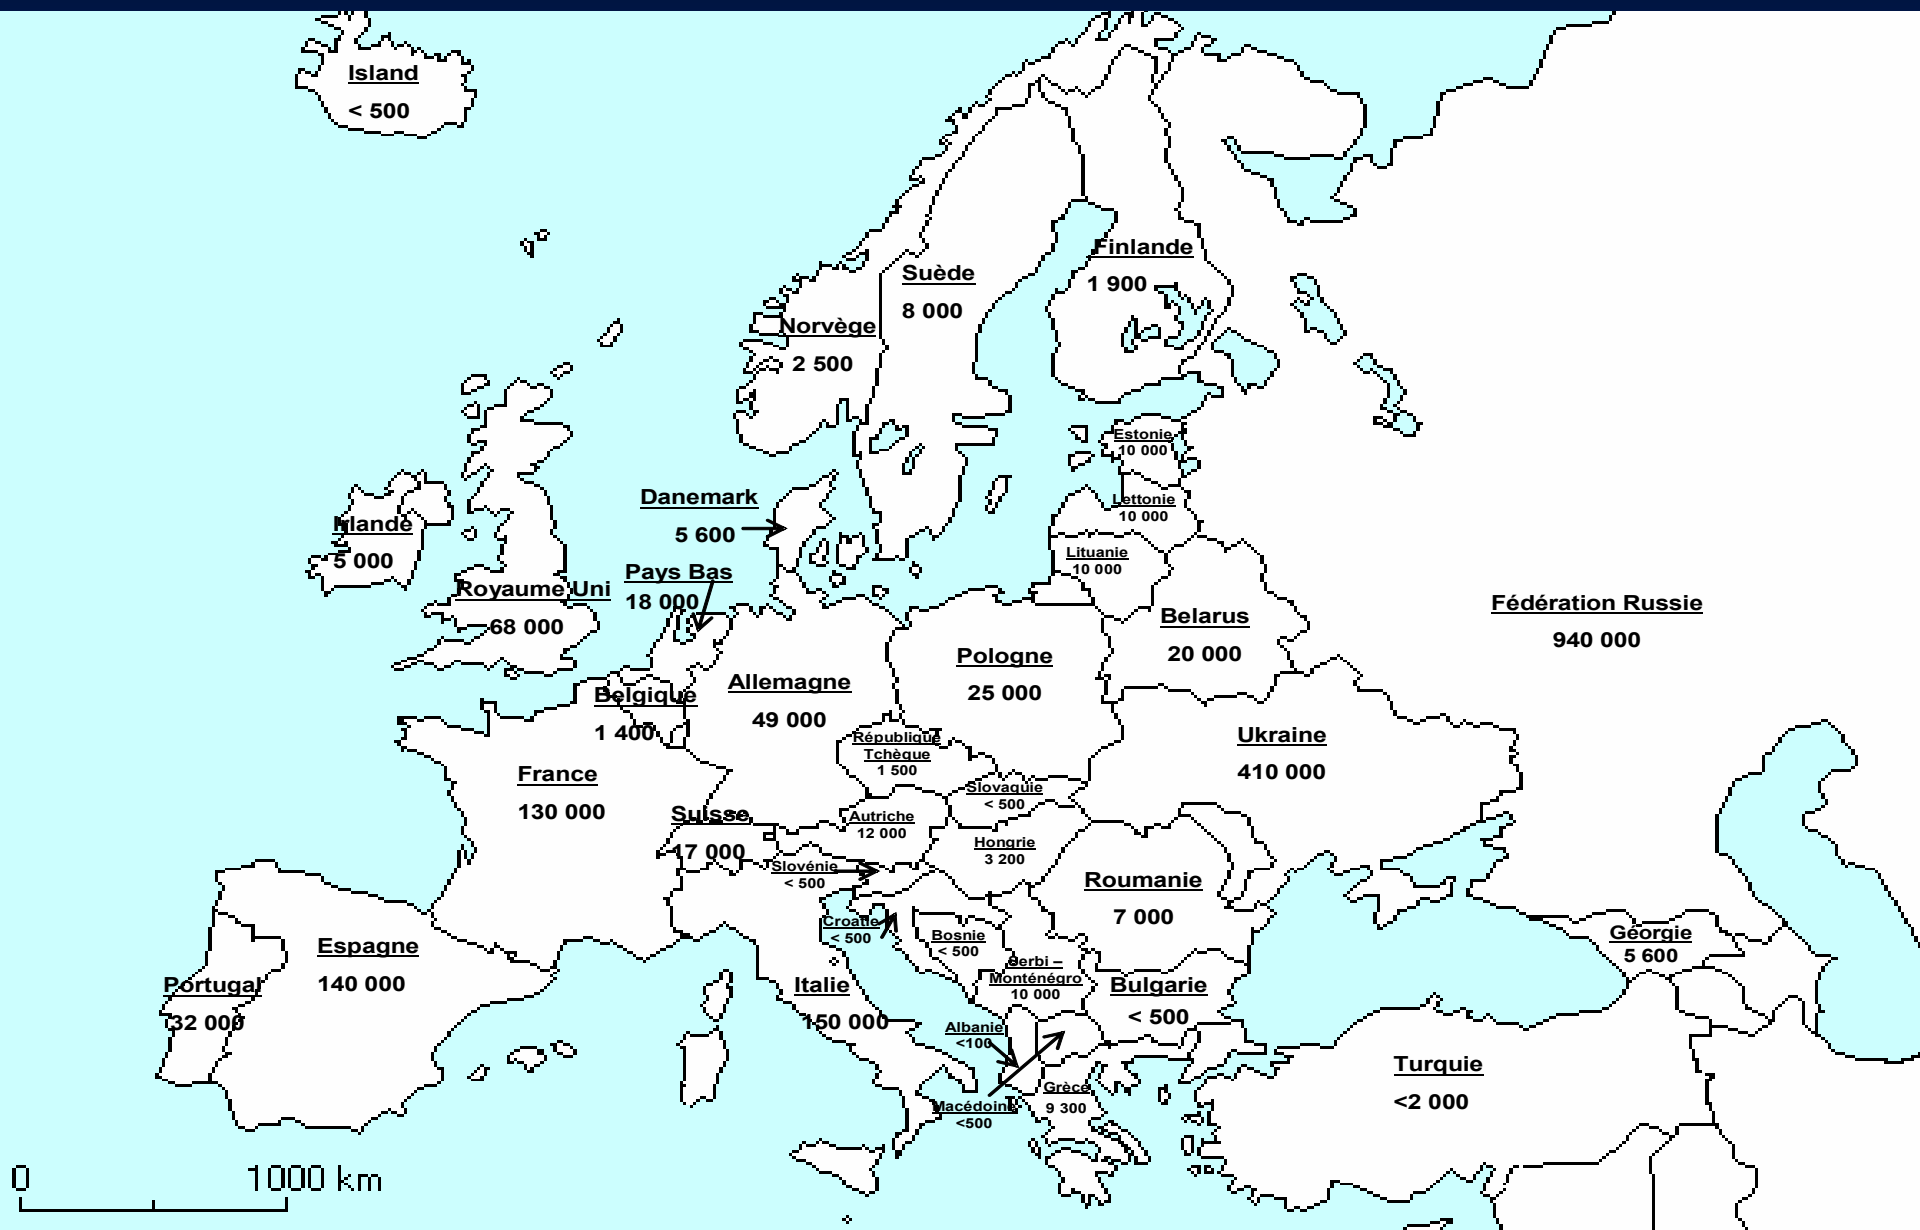 Island
< 500
Finlande
1 900
Suède
8 000
Norvège
2 500
Estonie
10 000
Danemark
5 600
Lettonie
10 000
Irlande
5 000
Lituanie
10 000
Pays Bas
18 000
Royaume Uni
68 000
Fédération Russie
940 000
Belarus
20 000
Pologne
25 000
Allemagne
49 000
Belgique
1 400
République
Tchèque
1 500
Ukraine
410 000
France
130 000
Slovaquie
< 500
Suisse
17 000
Autriche
12 000
Hongrie
3 200
Slovénie
< 500
Roumanie
7 000
Croatie
< 500
Bosnie
< 500
Géorgie
5 600
Espagne
140 000
Serbi –
Monténégro
10 000
Portugal
32 000
Italie
150 000
Bulgarie
< 500
Albanie
<100
Turquie
<2 000
Grèce
9 300
Macédoine
<500
0 1000 km